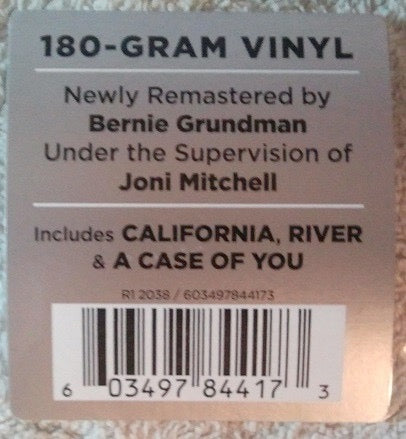 180-GRAM VINYL
Newly Remastered by
Bernie Grundman
Under the Supervision of
Joni Mitchell
Includes CALIFORNIA, RIVER
& A CASE OF YOU
R1 2038 / 603497844173
6 03497 84417 3